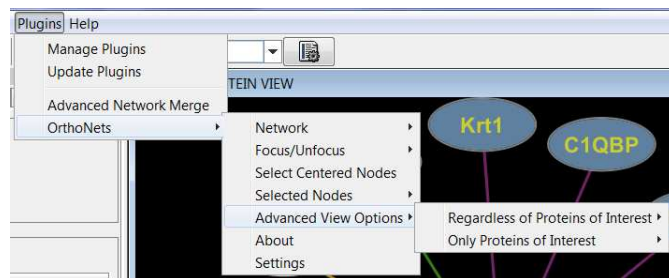 Plugins Help
Manage Plugins
Update Plugins
TEIN VIEW
Advanced Network Merge
OrthoNets
Network
Krt1
Focus/Unfocus
C1QBP
Select Centered Nodes
Selected Nodes
Advanced View Options
Regardless of Proteins of Interest
About
Only Proteins of Interest
Settings